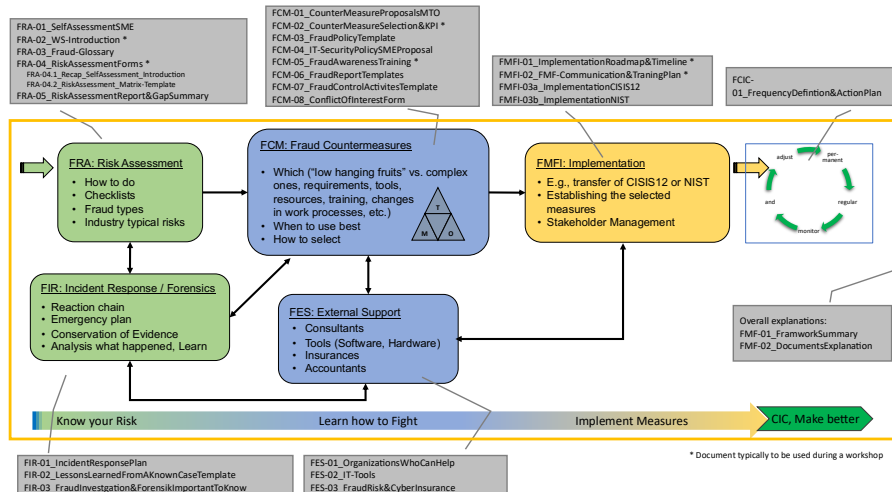 FRA-01_SelfAssessmentSME
FRA-02_WS-Introduction *
FRA-03_Fraud-Glossary
FRA-04_RiskAssessmentForms *
FRA-04.1_Recap_SelfAssessment_Introduction
FRA-04.2_RiskAssessment_Matrix-Template
FRA-05_RiskAssessmentReport&GapSummary
FCM-01_CounterMeasureProposalsMTO
FCM-02_CounterMeasureSelection&KPI *
FCM-03_FraudPolicyTemplate
FCM-04_IT-SecurityPolicySMEProposal
FCM-05_FraudAwarenessTraining *
FCM-06_FraudReportTemplates
FCM-07_FraudControlActivitesTemplate
FCM-08_ConflictOfInterestForm
FMFI-01_ImplementationRoadmap&Timeline *
FMFI-02_FMF-Communication&TraningPlan *
FMFI-03a_ImplementationCISIS12
FMFI-03b_ImplementationNIST
FCIC-
01_FrequencyDefintion&ActionPlan
FRA: Risk Assessment
• How to do
• Checklists
• Fraud types
• Industry typical risks
FCM: Fraud Countermeasures
• Which ("low hanging fruits" vs. complex
ones, requirements, tools,
resources, training, changes
in work processes, etc.)
• When to use best
• How to select
T
M O
FMFI: Implementation
• E.g., transfer of CISIS12 or NIST
• Establishing the selected
measures
• Stakeholder Management
adjust
per-
manent
and
regular
monitor
FIR: Incident Response / Forensics
• Reaction chain
• Emergency plan
• Conservation of Evidence
• Analysis what happened, Learn
FES: External Support
• Consultants
• Tools (Software, Hardware)
• Insurances
• Accountants
Overall explanations:
FMF-01_FramworkSummary
FMF-02_DocumentsExplanation
Know your Risk
Learn how to Fight
Implement Measures
CIC, Make better
* Document typically to be used during a workshop
FIR-01_IncidentResponsePlan
FIR-02_LessonsLearnedFromAKnownCaseTemplate
FIR-03_FraudInvestgation&ForensikImportantToKnow
FES-01_OrganizationsWhoCanHelp
FES-02_IT-Tools
FES-03_FraudRisk&CyberInsurance